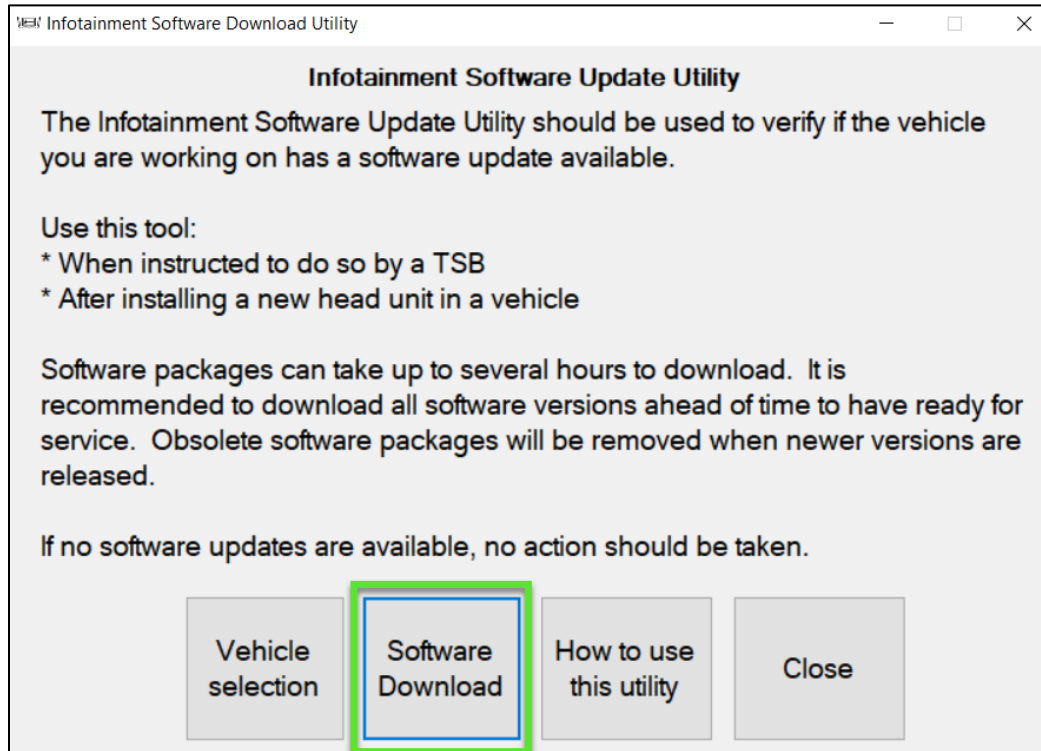 Infotainment Software Download Utility
Infotainment Software Update Utility
The Infotainment Software Update Utility should be used to verify if the vehicle
you are working on has a software update available.
Use this tool:
* When instructed to do so by a TSB
* After installing a new head unit in a vehicle
Software packages can take up to several hours to download.  It is
recommended to download all software versions ahead of time to have ready for
service.  Obsolete software packages will be removed when newer versions are
released.
If no software updates are available, no action should be taken.
Vehicle
selection
Software
Download
How to use
this utility
Close